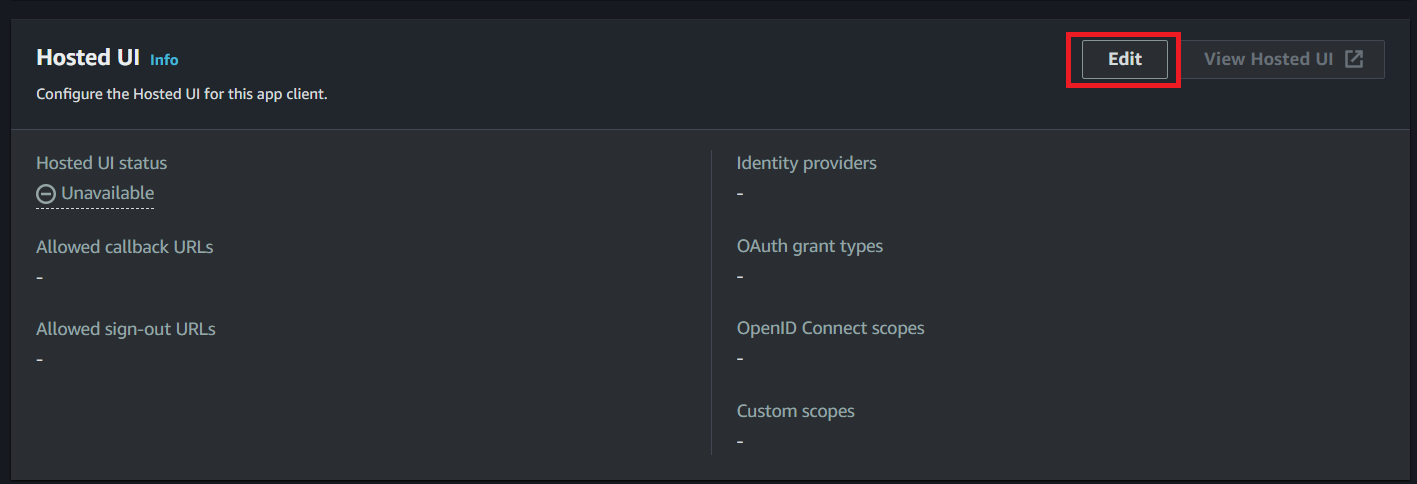 Hosted UI Info
Edit
View Hosted UI
Configure the Hosted UI for this app client.
Hosted UI status
Unavailable
Allowed callback URLs
-
Allowed sign-out URLs
-
Identity providers
-
OAuth grant types
-
OpenID Connect scopes
-
Custom scopes
-